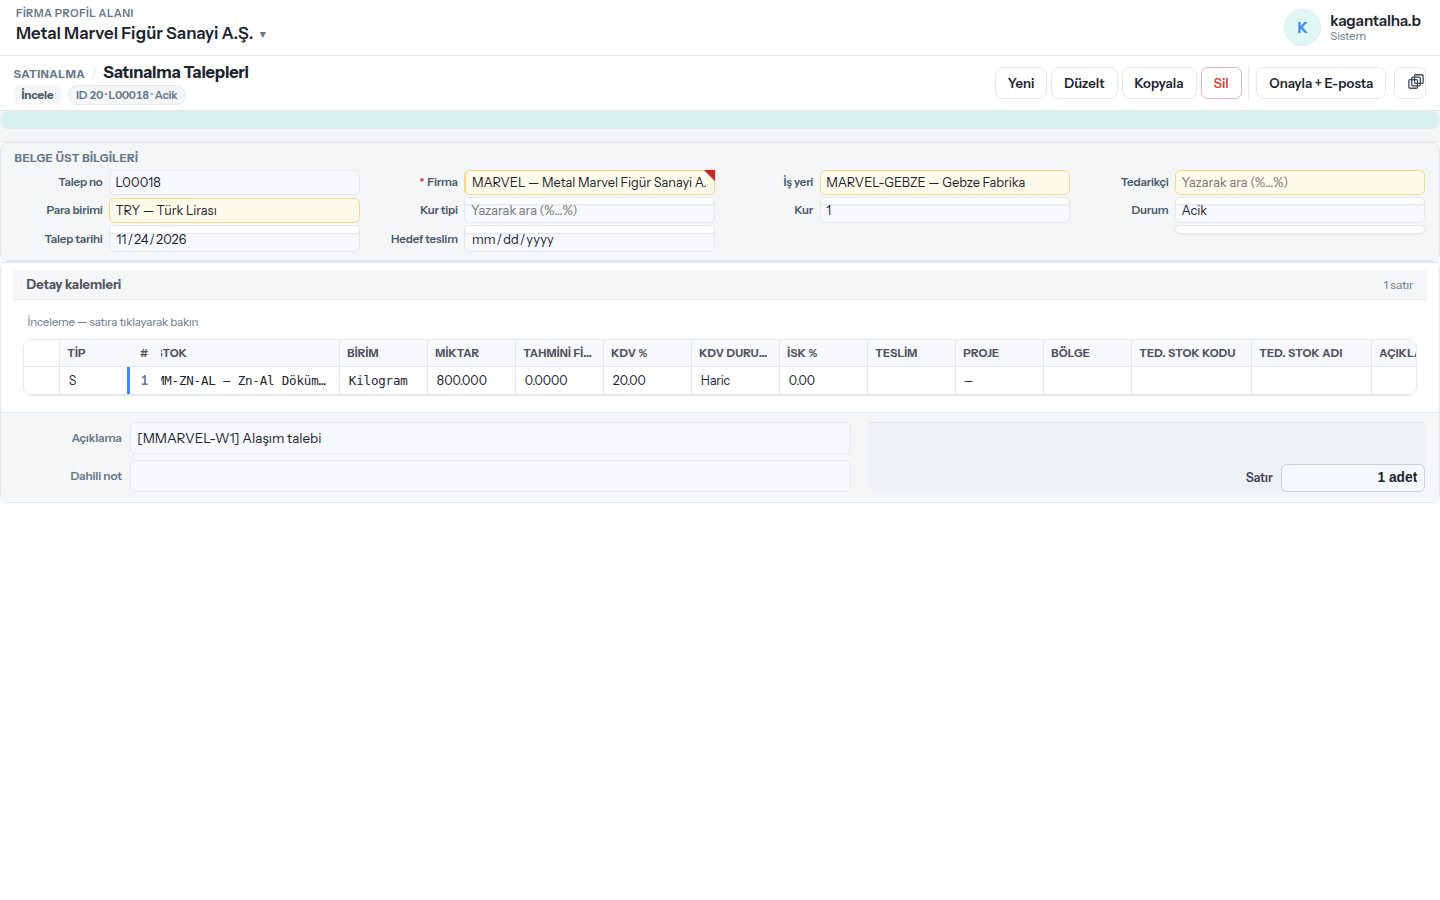 FİRMA PROFİL ALANI
Metal Marvel Figür Sanayi A.Ş. ▾
K
kagantalha.b
Sistem
SATINALMA / Satınalma Talepleri
İncele
ID 20·L00018·Acik
Yeni
Düzelt
Kopyala
Sil
Onayla + E-posta
BELGE ÜST BİLGİLERİ
Talep no L00018
* Firma MARVEL — Metal Marvel Figür Sanayi A.
İş yeri MARVEL-GEBZE — Gebze Fabrika
Tedarikçi Yazarak ara (%...%)
Para birimi TRY — Türk Lirası
Kur tipi Yazarak ara (%...%)
Kur 1
Durum Acik
Talep tarihi 11/24/2026
Hedef teslim mm/dd/yyyy
Detay kalemleri
1 satır
İnceleme — satıra tıklayarak bakın
TİP # STOK BİRİM MİKTAR TAHMİNİ Fİ... KDV % KDV DURU... İSK % TESLİM PROJE BÖLGE TED. STOK KODU TED. STOK ADI AÇIKLA
S 1 MM-ZN-AL — Zn-Al Döküm… Kilogram 800.000 0.0000 20.00 Haric 0.00 —
Açıklama [MMARVEL-W1] Alaşım talebi
Dahili not
Satır 1 adet